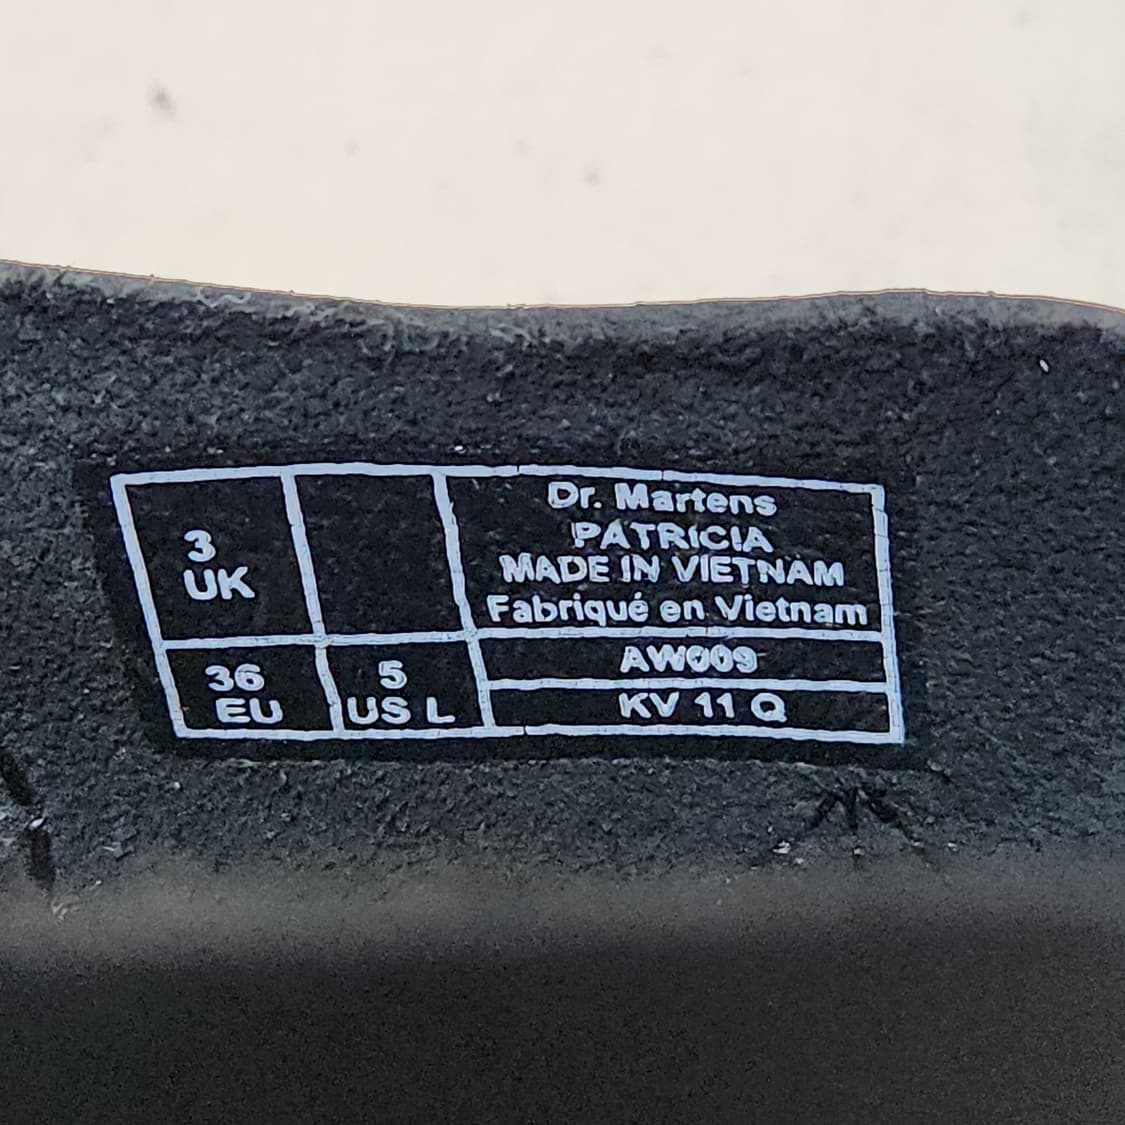 3
UK
Dr. Martens
PATRICIA
MADE IN VIETNAM
Fabriqué en Vietnam
36
EU
5
US L
AW009
KV 11 Q